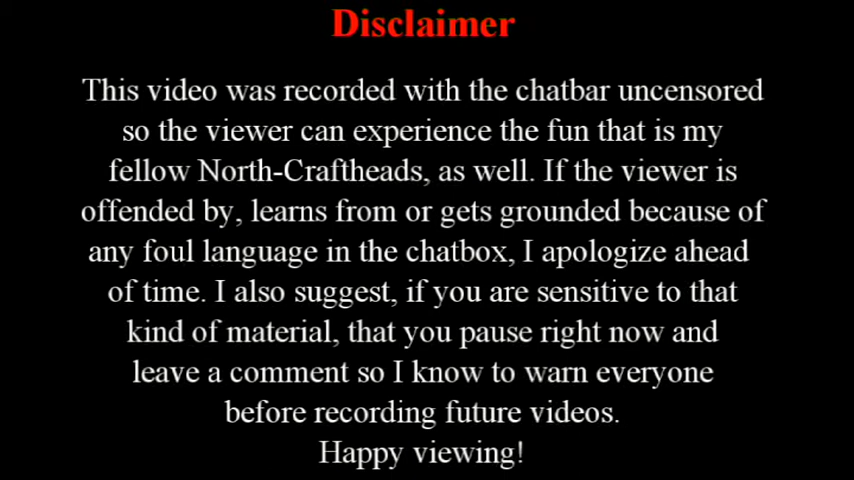 Disclaimer
This video was recorded with the chatbar uncensored
so the viewer can experience the fun that is my
fellow North-Craftheads, as well. If the viewer is
offended by, learns from or gets grounded because of
any foul language in the chatbox, I apologize ahead
of time. I also suggest, if you are sensitive to that
kind of material, that you pause right now and
leave a comment so I know to warn everyone
before recording future videos.
Happy viewing!